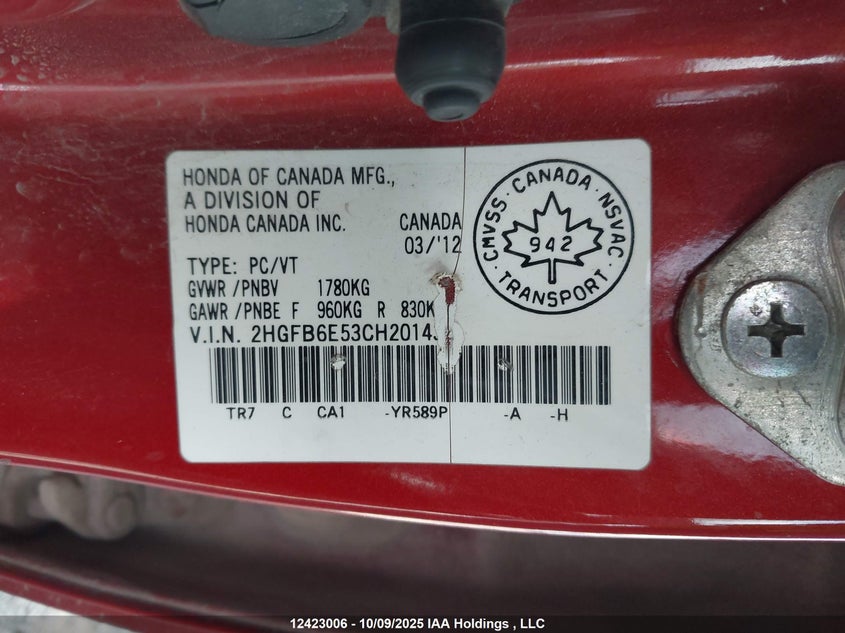 HONDA OF CANADA MFG.,
A DIVISION OF
HONDA CANADA INC. CANADA
03/'12
TYPE: PC/VT
GVWR /PNBV 1780KG
GAWR /PNBE F 960KG R 830K
V.I.N.
TR7 C CA1 -YR589P -A -H
CMVSS · CANADA · NSVAC · TRANSPORT ·
942
12423006 - 10/09/2025 IAA Holdings , LLC